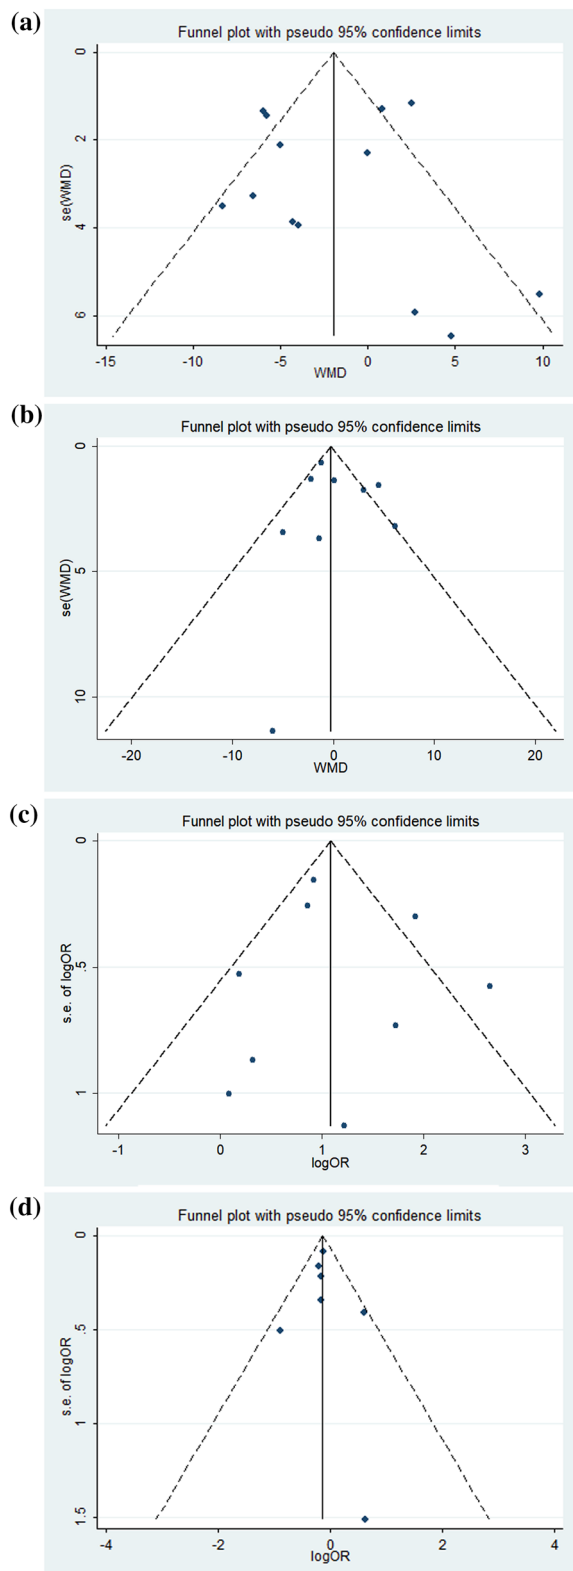 (a)
Funnel plot with pseudo 95% confidence limits
se(WMD)
0
2
4
6
-15
-10
-5
0
5
10
WMD
(b)
Funnel plot with pseudo 95% confidence limits
se(WMD)
0
5
10
-20
-10
0
10
20
WMD
(c)
Funnel plot with pseudo 95% confidence limits
s.e. of logOR
0
.5
1
-1
0
1
2
3
logOR
(d)
Funnel plot with pseudo 95% confidence limits
s.e. of logOR
0
.5
1
1.5
-4
-2
0
2
4
logOR